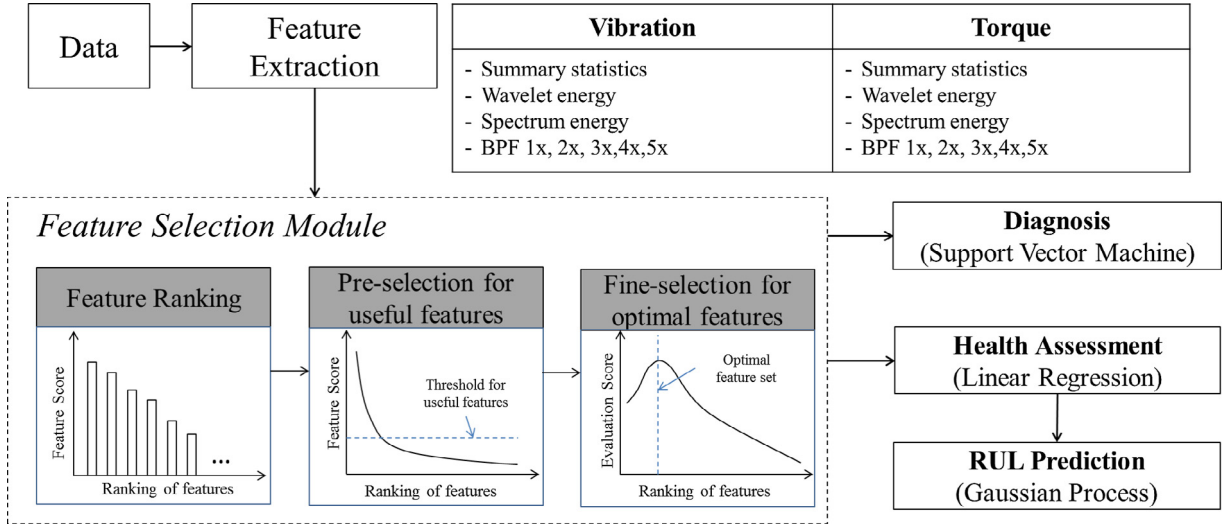 Data
Feature
Extraction
Vibration
- Summary statistics
- Wavelet energy
- Spectrum energy
- BPF 1x, 2x, 3x,4x,5x
Torque
- Summary statistics
- Wavelet energy
- Spectrum energy
- BPF 1x, 2x, 3x,4x,5x
Feature Selection Module
Feature Ranking
Feature Score
...
Ranking of features
Pre-selection for
useful features
Feature Score
Threshold for
useful features
Ranking of features
Fine-selection for
optimal features
Evaluation Score
Optimal
feature set
Ranking of features
Diagnosis
(Support Vector Machine)
Health Assessment
(Linear Regression)
RUL Prediction
(Gaussian Process)